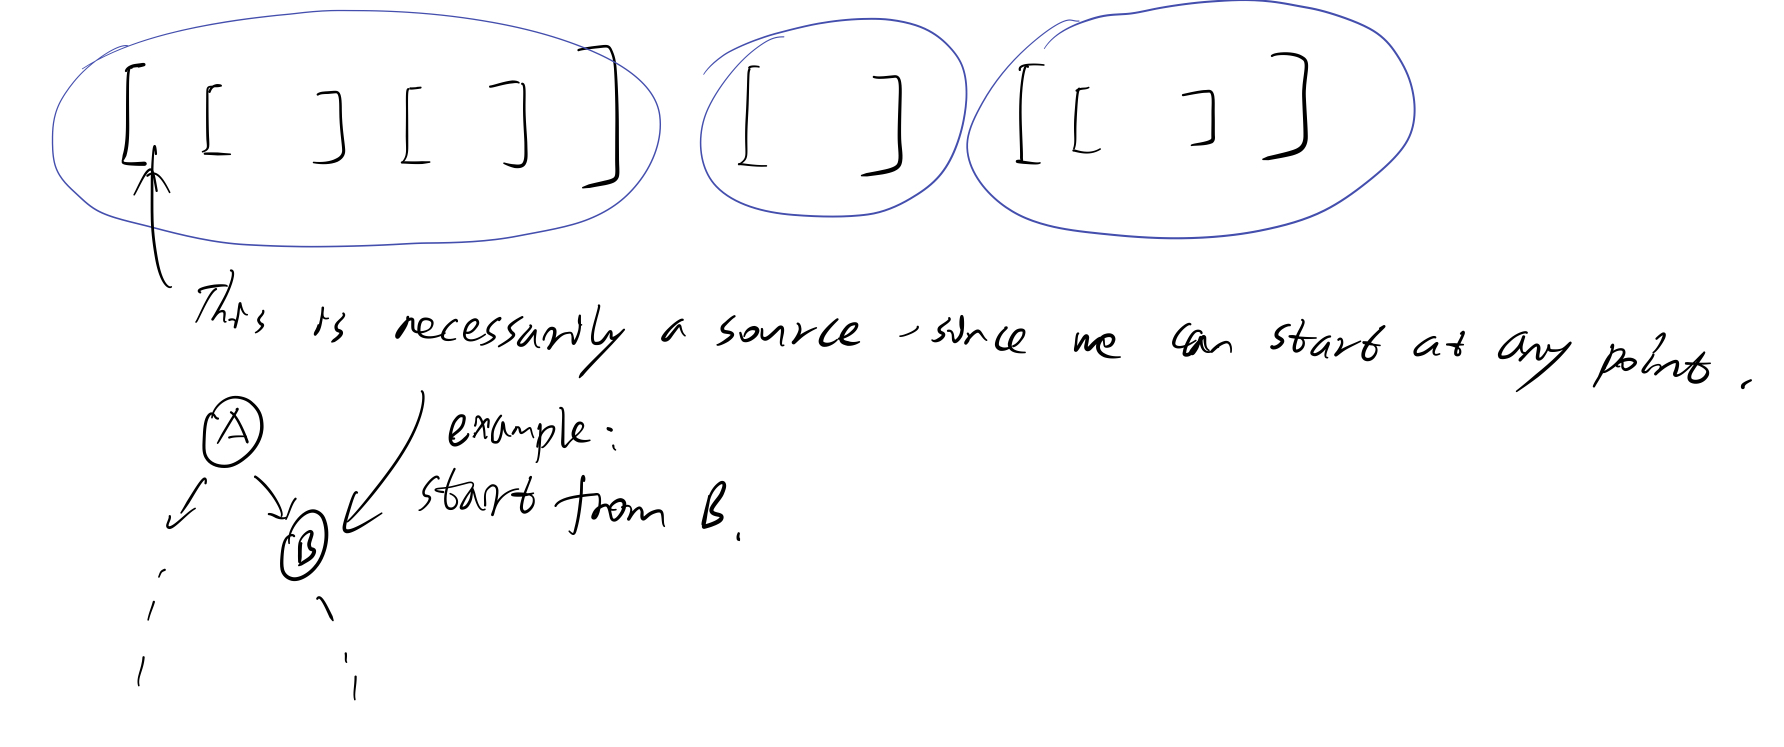 [ [ ] [ ] ] [ ] [ [ ] ]
This is necessarily a source, since we can start at any point.
A
example:
start from B.
B